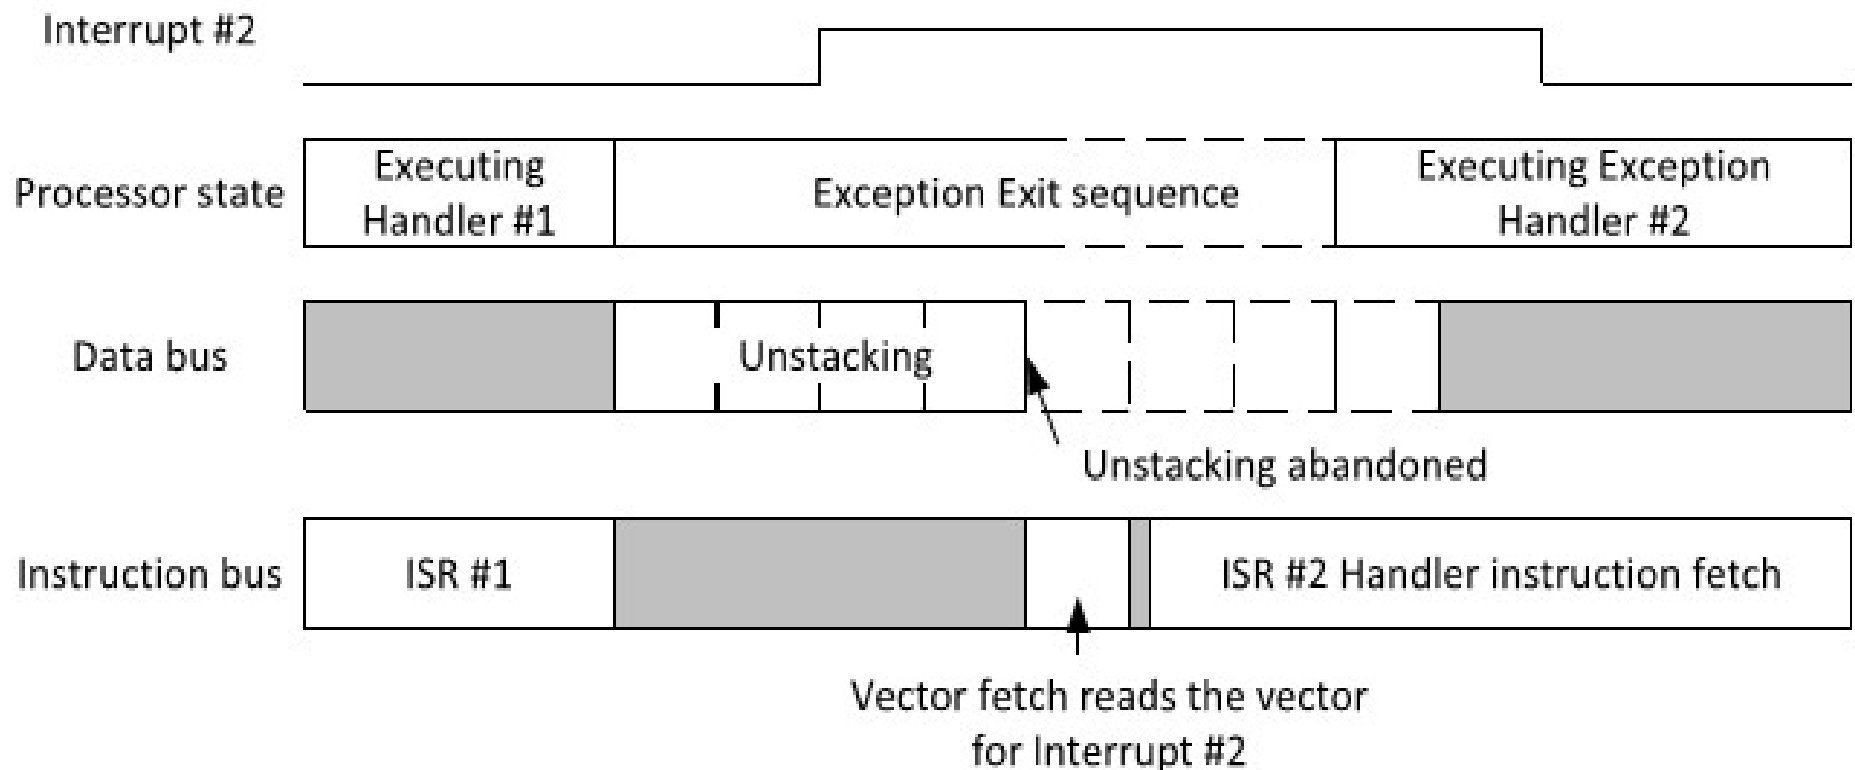 Interrupt #2
Processor state
Executing
Handler #1
Exception Exit sequence
Executing Exception
Handler #2
Data bus
Unstacking
Unstacking abandoned
Instruction bus
ISR #1
ISR #2 Handler instruction fetch
Vector fetch reads the vector
for Interrupt #2